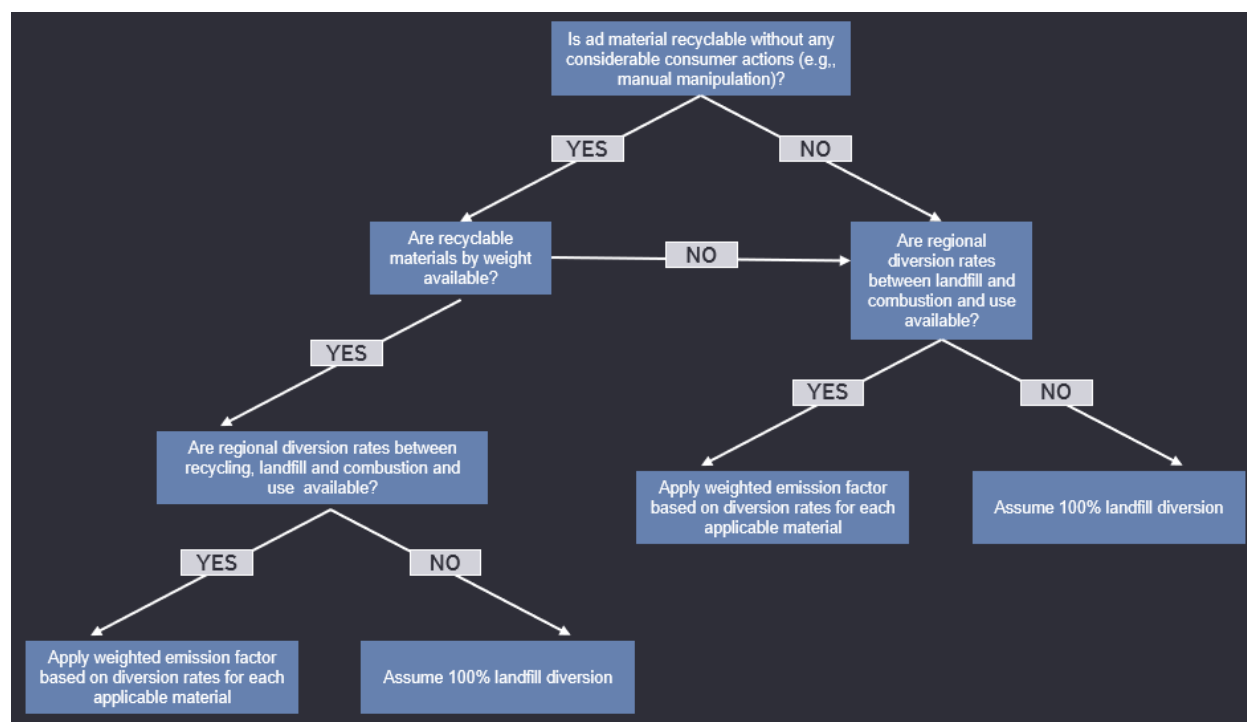 Is ad material recyclable without any
considerable consumer actions (e.g,,
manual manipulation)?
YES
NO
Are recyclable
materials by weight
available?
NO
Are regional
diversion rates
between landfill and
combustion and use
available?
YES
YES
NO
Are regional diversion rates between
recycling, landfill and combustion and
use available?
Apply weighted emission factor
based on diversion rates for each
applicable material
Assume 100% landfill diversion
YES
NO
Apply weighted emission factor
based on diversion rates for each
applicable material
Assume 100% landfill diversion